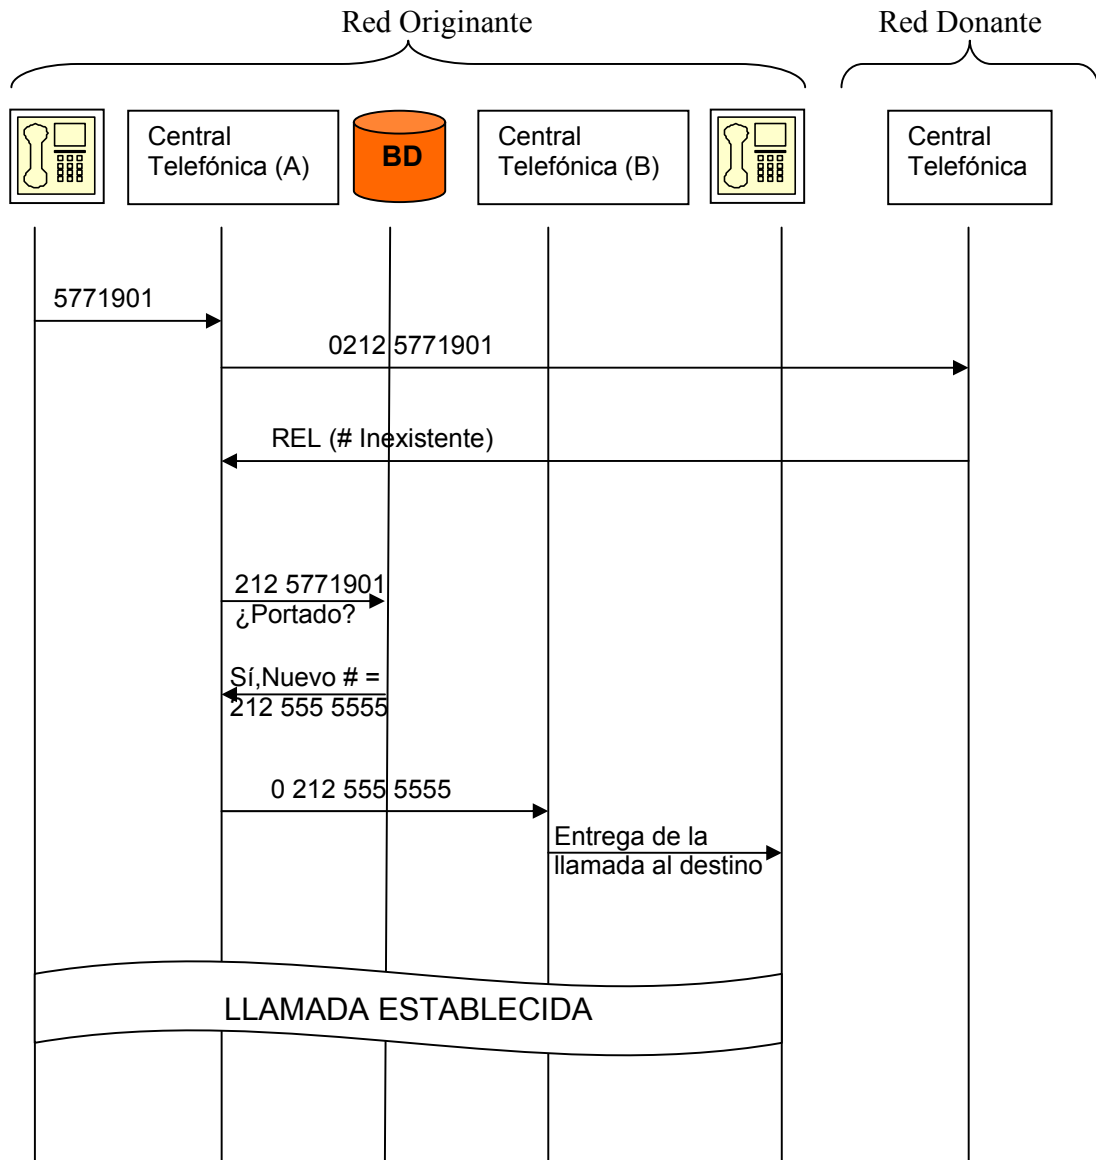 Red Originante
Red Donante
Central
Telefónica (A)
BD
Central
Telefónica (B)
Central
Telefónica
5771901
0212 5771901
REL (# Inexistente)
212 5771901
¿Portado?
Sí,Nuevo # =
212 555 5555
0 212 555 5555
Entrega de la
llamada al destino
LLAMADA ESTABLECIDA